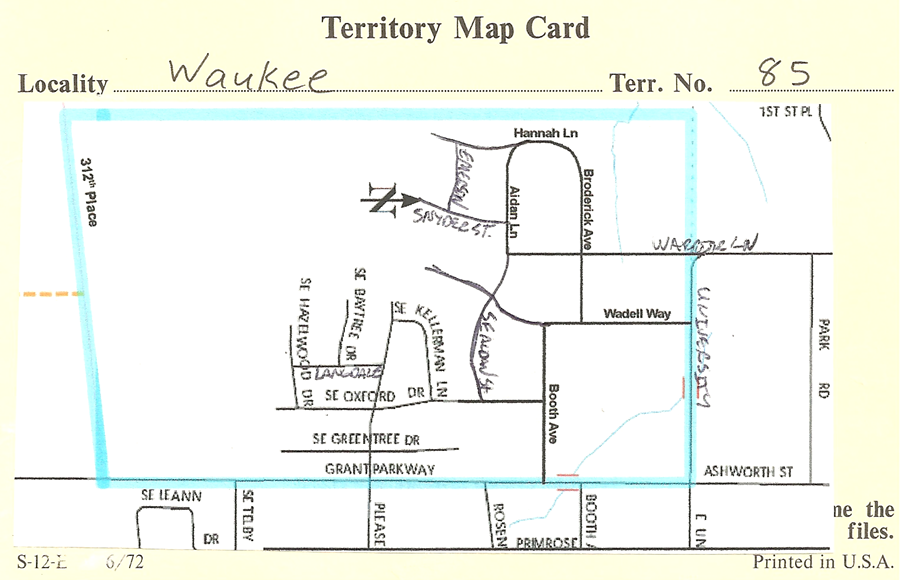 Territory Map Card
Locality Waukee Terr. No. 85
1ST ST PL
Hannah Ln
312th Place
EMERSON
Aidan Ln
Broderick Ave
N
SNYDER ST.
WARRIOR LN
SE HAZELWOOD DR
SE BAYTREE DR
SE KELLERMAN LN
Wadell Way
UNIVERSITY
PARK RD
LANGDALE
SE OXFORD DR
Booth Ave
SE GREENTREE DR
GRANT PARKWAY
ASHWORTH ST
SE LEANN DR
SE TELBY
PLEASE
ROSEN
BOOTH
E UN
PRIMROSE
me the
files.
S-12-E 6/72
Printed in U.S.A.